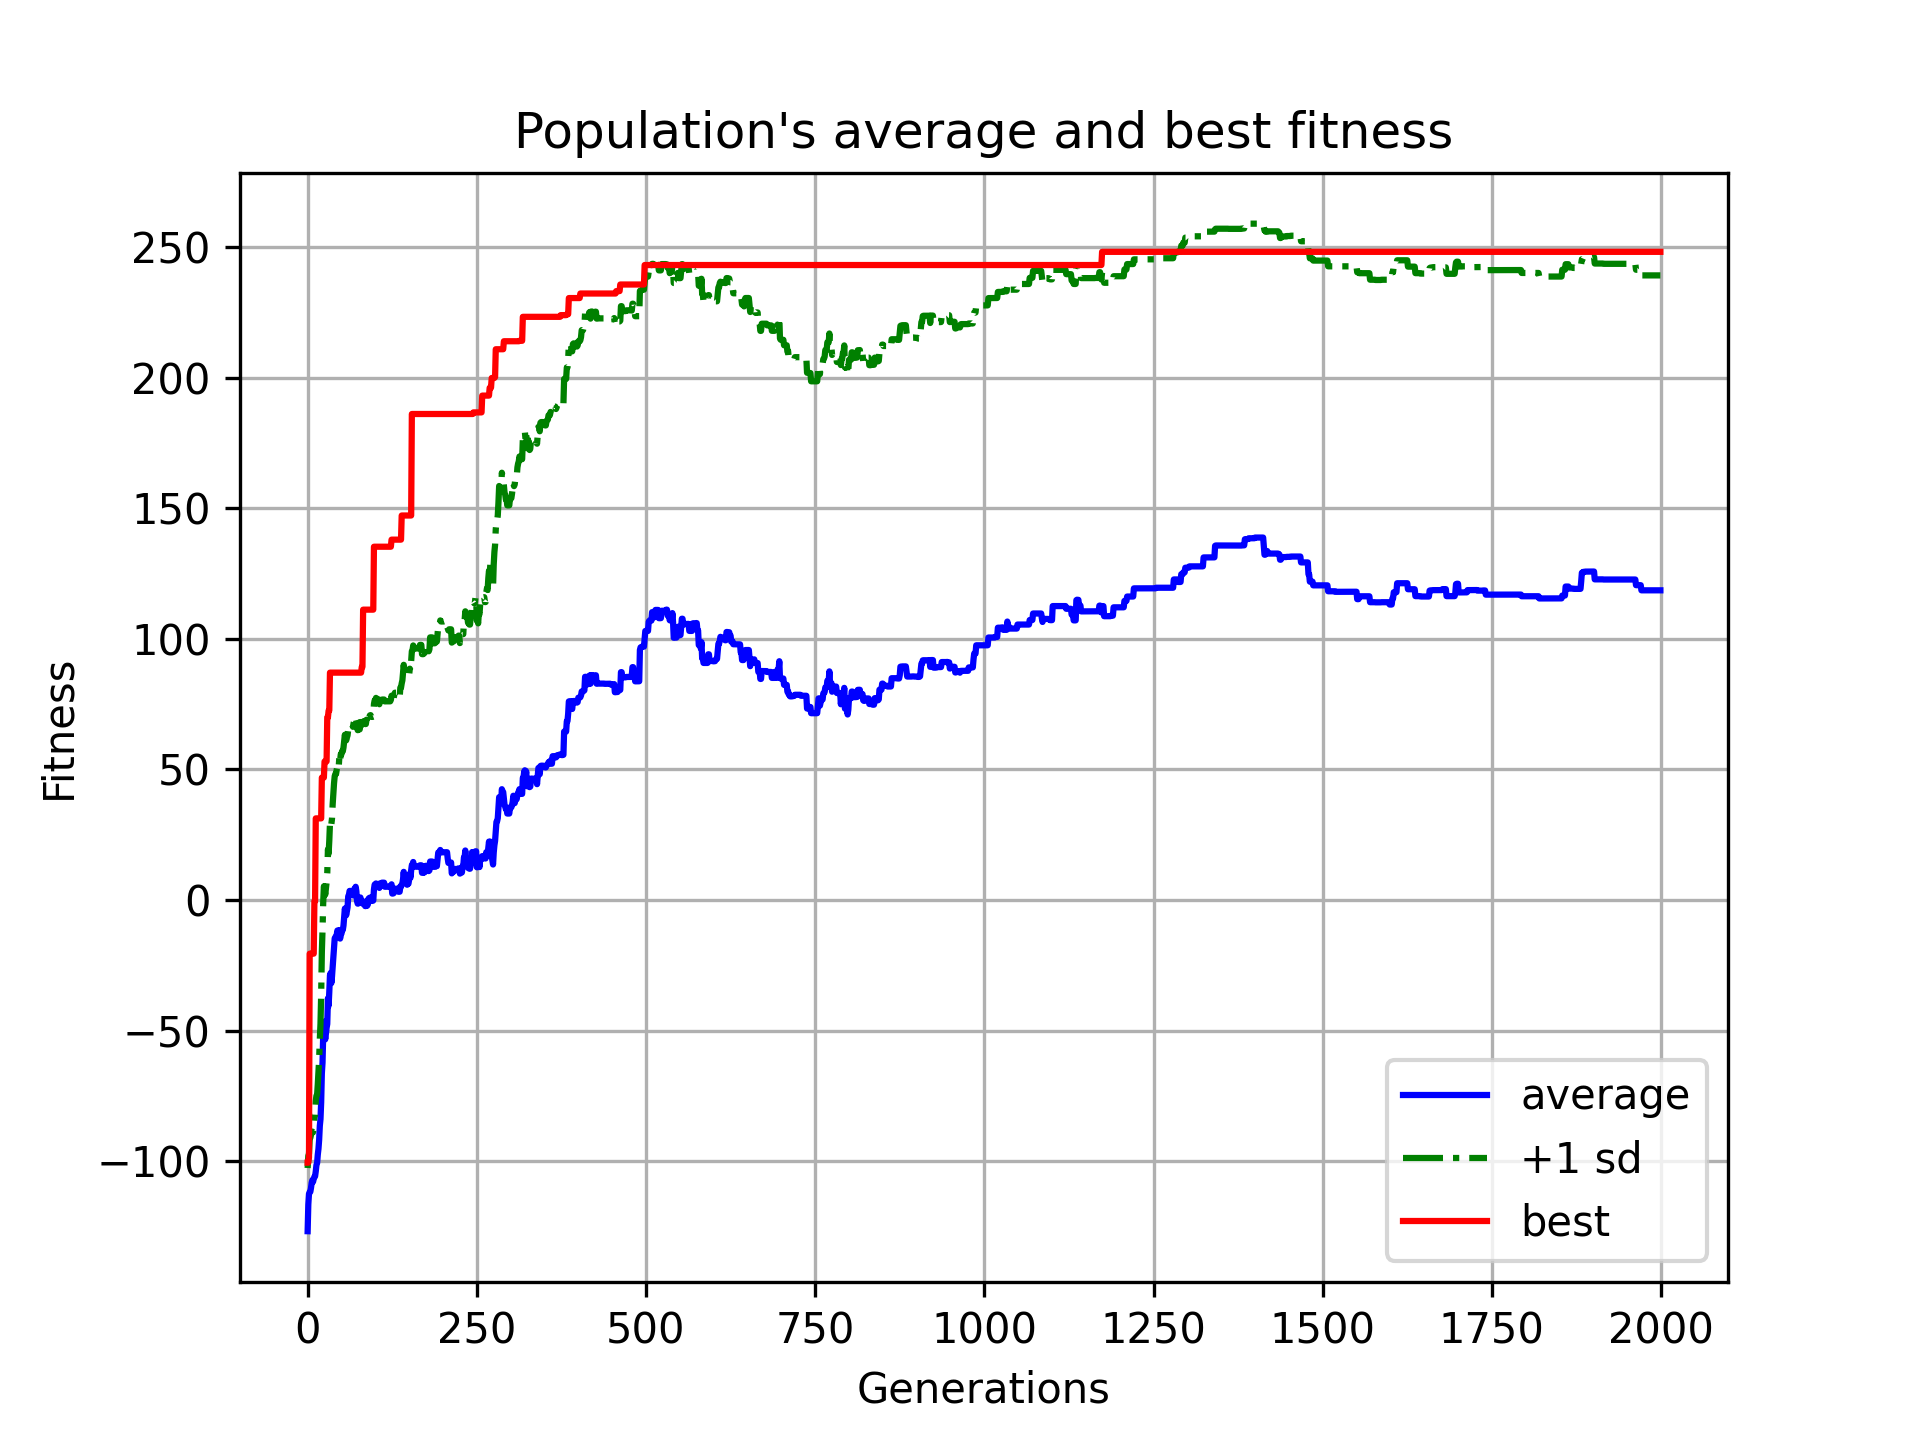 Population's average and best fitness
250
200
150
100
50
0
−50
−100
Fitness
average
+1 sd
best
0 250 500 750 1000 1250 1500 1750 2000
Generations